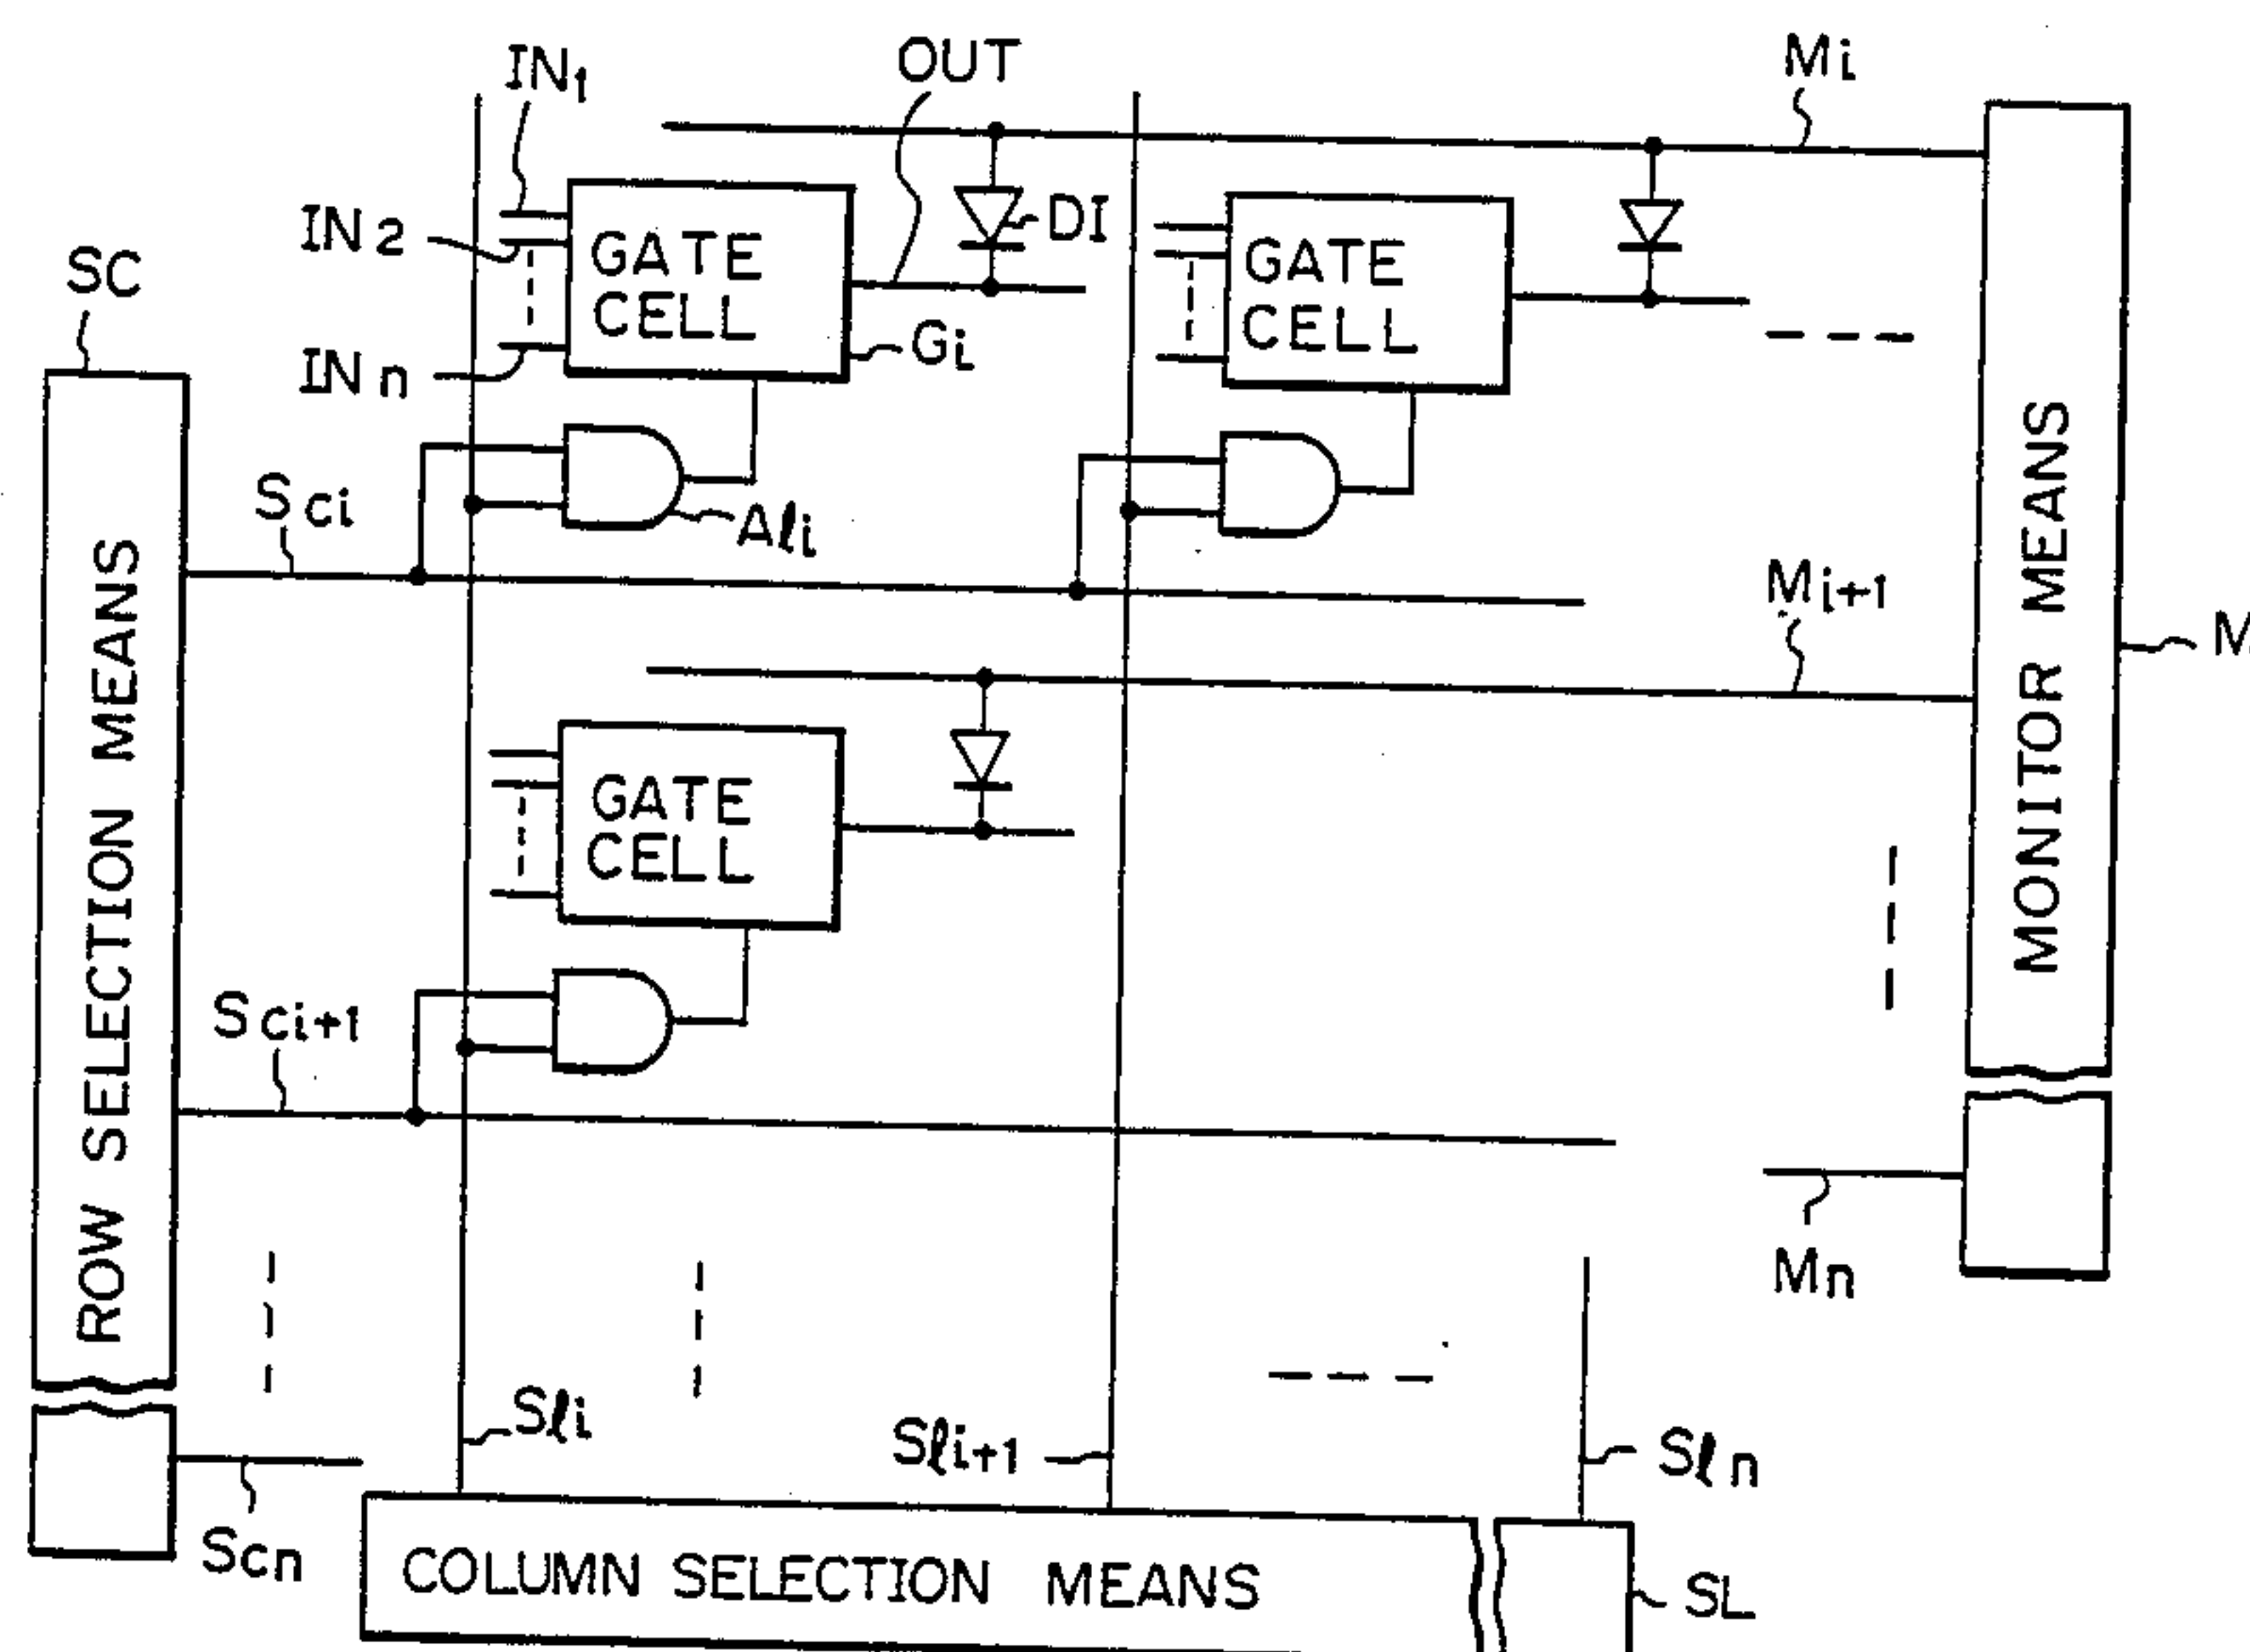 IN1
OUT
Mi
IN2
DI
GATE
CELL
GATE
CELL
SC
Gi
INn
Sci
Aℓi
Mi+1
ROW SELECTION MEANS
MONITOR MEANS
GATE
CELL
Sci+1
Mn
Sℓi
Sℓi+1
Sℓn
Scn
COLUMN SELECTION MEANS
SL